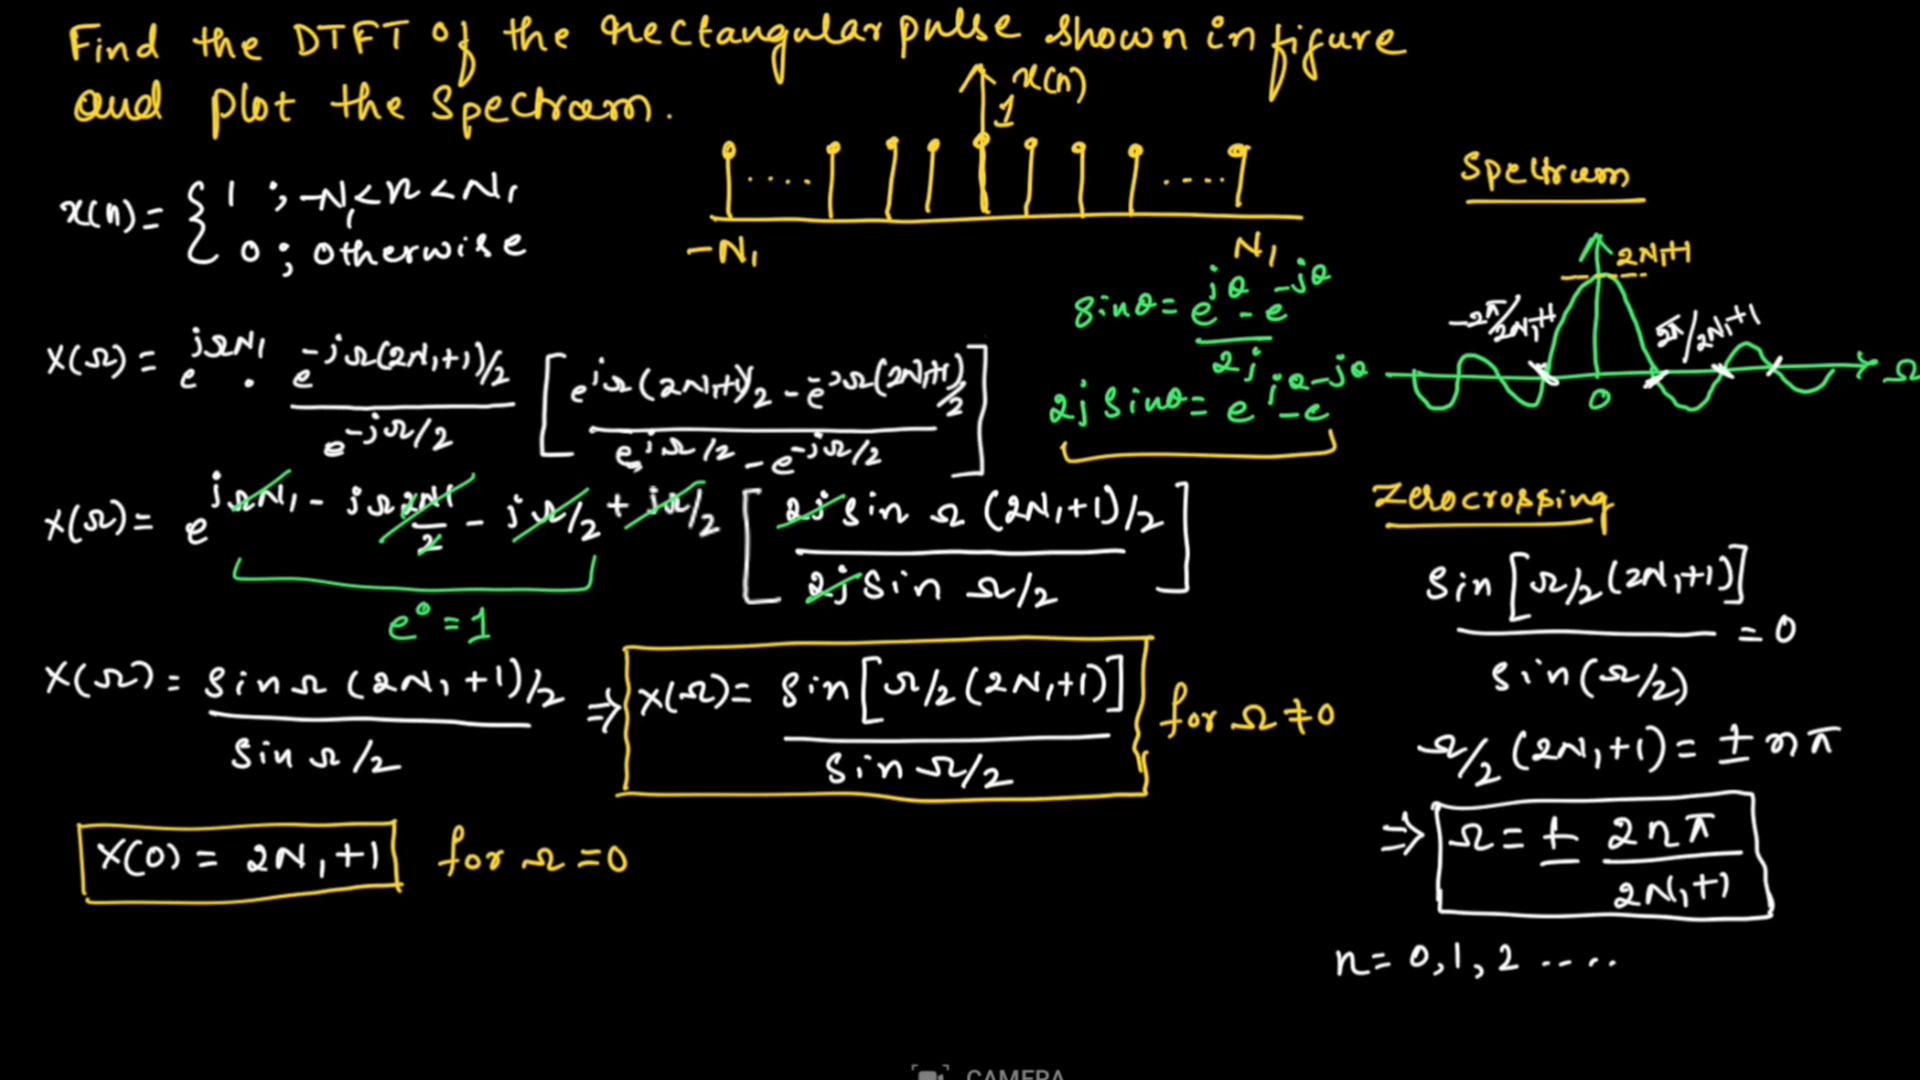 Find the DTFT of the rectangular pulse shown in figure
and plot the Spectrum.
x(n)
1
-N₁ N₁
x(n) = { 1 ; -N₁ < n < N₁
0 ; otherwise
X(Ω) = e^{jΩN₁} . e^{-jΩ(2N₁+1)/2} / e^{-jΩ/2} [ e^{jΩ(2N₁+1)/2} - e^{-jΩ(2N₁+1)/2} / e^{jΩ/2} - e^{-jΩ/2} ]
sinθ = e^{jθ} - e^{-jθ} / 2j
2j sinθ = e^{jθ} - e^{-jθ}
X(Ω) = e^{jΩN₁ - jΩ2N₁/2 - jΩ/2 + jΩ/2} [ 2j sin Ω (2N₁+1)/2 / 2j sin Ω/2 ]
e⁰ = 1
X(Ω) = sin Ω (2N₁+1)/2 / sin Ω/2 ⇒ X(Ω) = sin [Ω/2 (2N₁+1)] / sin Ω/2 for Ω ≠ 0
X(0) = 2N₁+1 for Ω = 0
Spectrum
2N₁+1
-2π/2N₁+1 2π/2N₁+1
0 Ω
Zerocrossing
sin [Ω/2 (2N₁+1)] / sin (Ω/2) = 0
Ω/2 (2N₁+1) = ± nπ
⇒ Ω = ± 2nπ / 2N₁+1
n = 0, 1, 2 ....
CAMERA